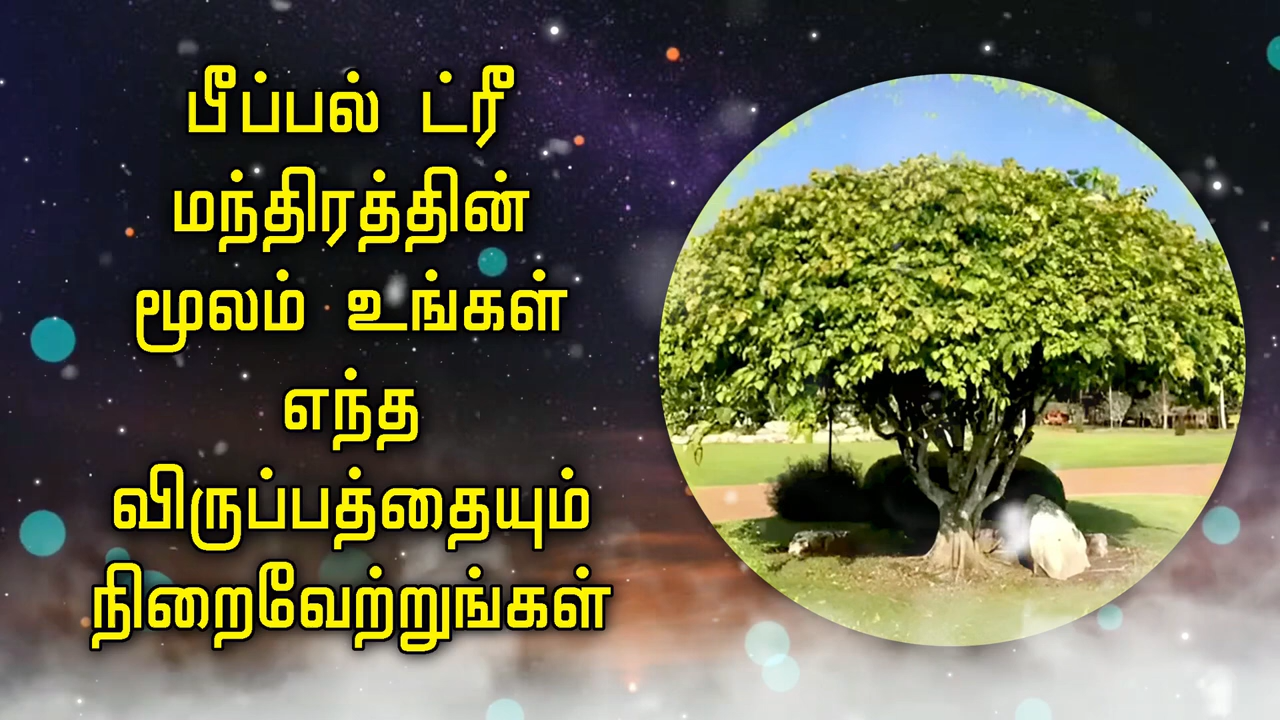 பீப்பல் ட்ரீ
மந்திரத்தின்
மூலம் உங்கள்
எந்த
விருப்பத்தையும்
நிறைவேற்றுங்கள்